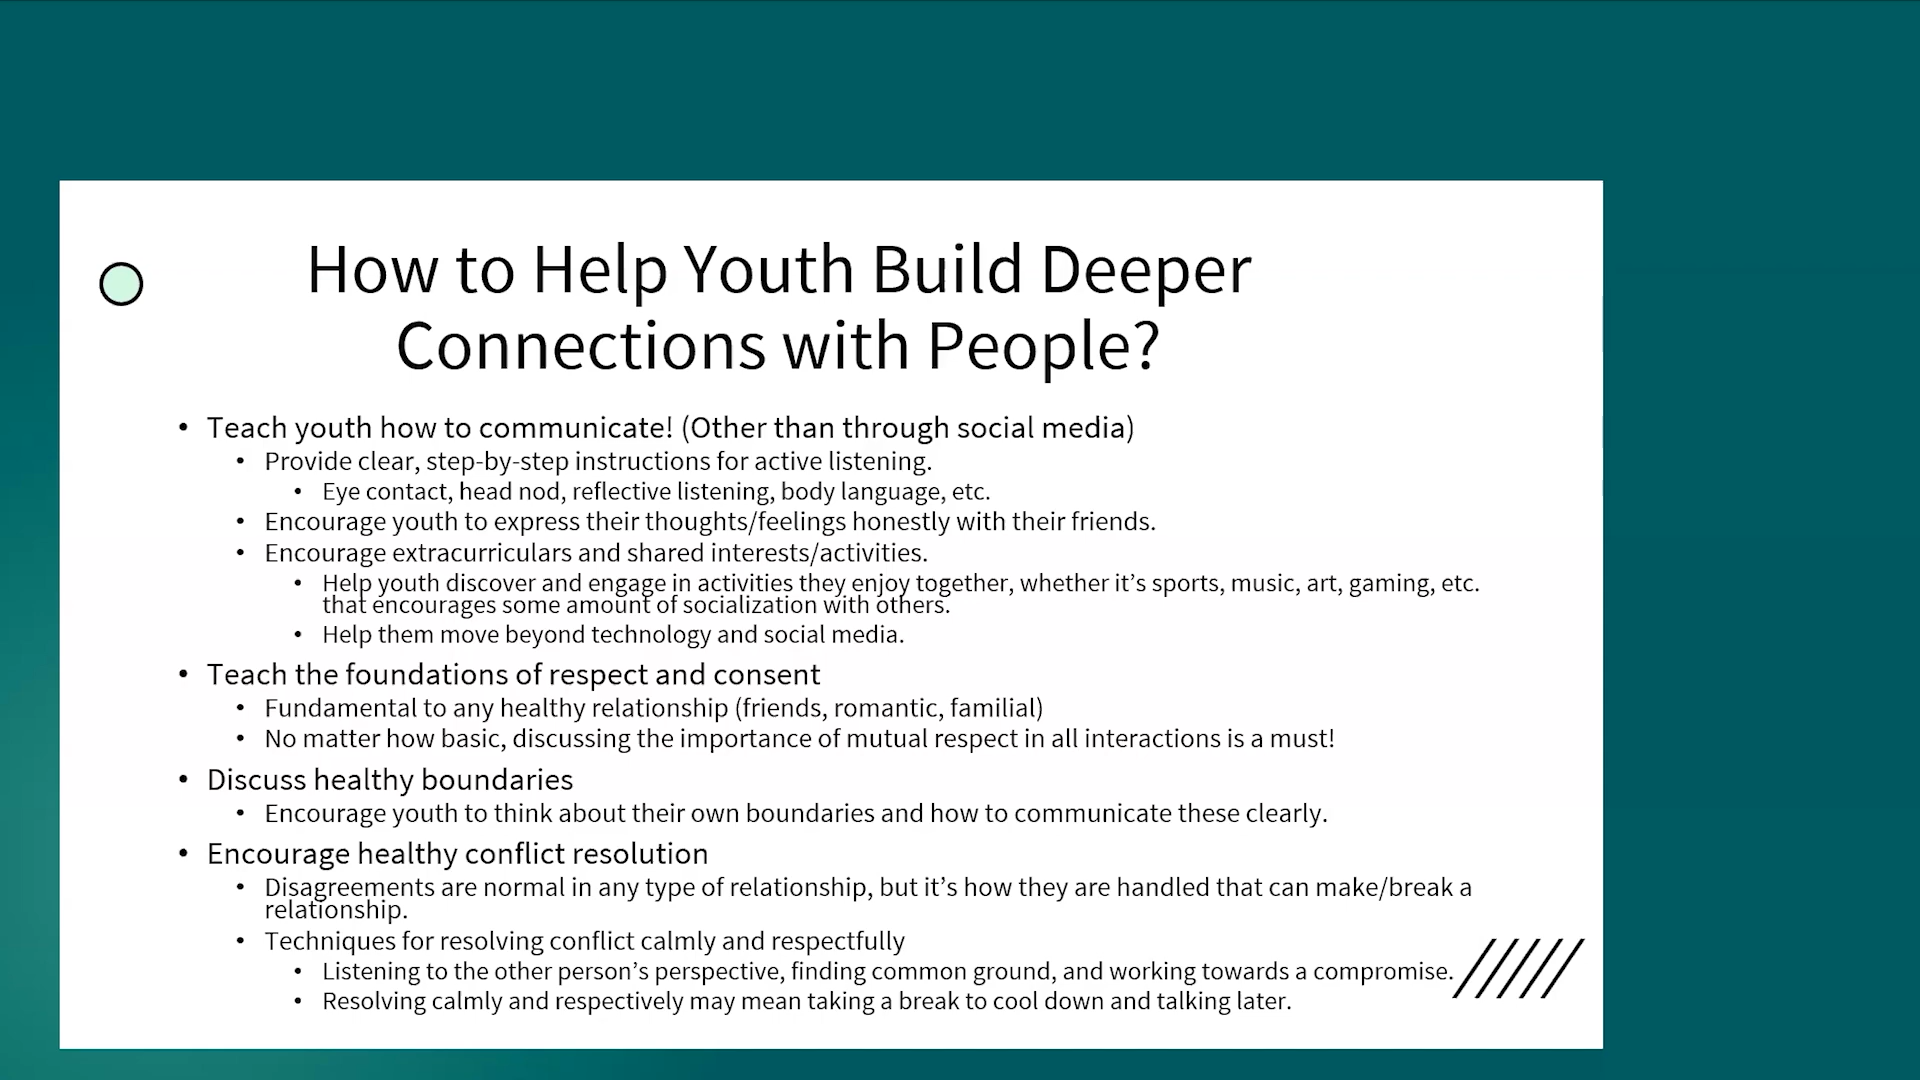 How to Help Youth Build Deeper
Connections with People?
• Teach youth how to communicate! (Other than through social media)
• Provide clear, step-by-step instructions for active listening.
• Eye contact, head nod, reflective listening, body language, etc.
• Encourage youth to express their thoughts/feelings honestly with their friends.
• Encourage extracurriculars and shared interests/activities.
• Help youth discover and engage in activities they enjoy together, whether it’s sports, music, art, gaming, etc.
that encourages some amount of socialization with others.
• Help them move beyond technology and social media.
• Teach the foundations of respect and consent
• Fundamental to any healthy relationship (friends, romantic, familial)
• No matter how basic, discussing the importance of mutual respect in all interactions is a must!
• Discuss healthy boundaries
• Encourage youth to think about their own boundaries and how to communicate these clearly.
• Encourage healthy conflict resolution
• Disagreements are normal in any type of relationship, but it’s how they are handled that can make/break a
relationship.
• Techniques for resolving conflict calmly and respectfully
• Listening to the other person’s perspective, finding common ground, and working towards a compromise.
• Resolving calmly and respectively may mean taking a break to cool down and talking later.